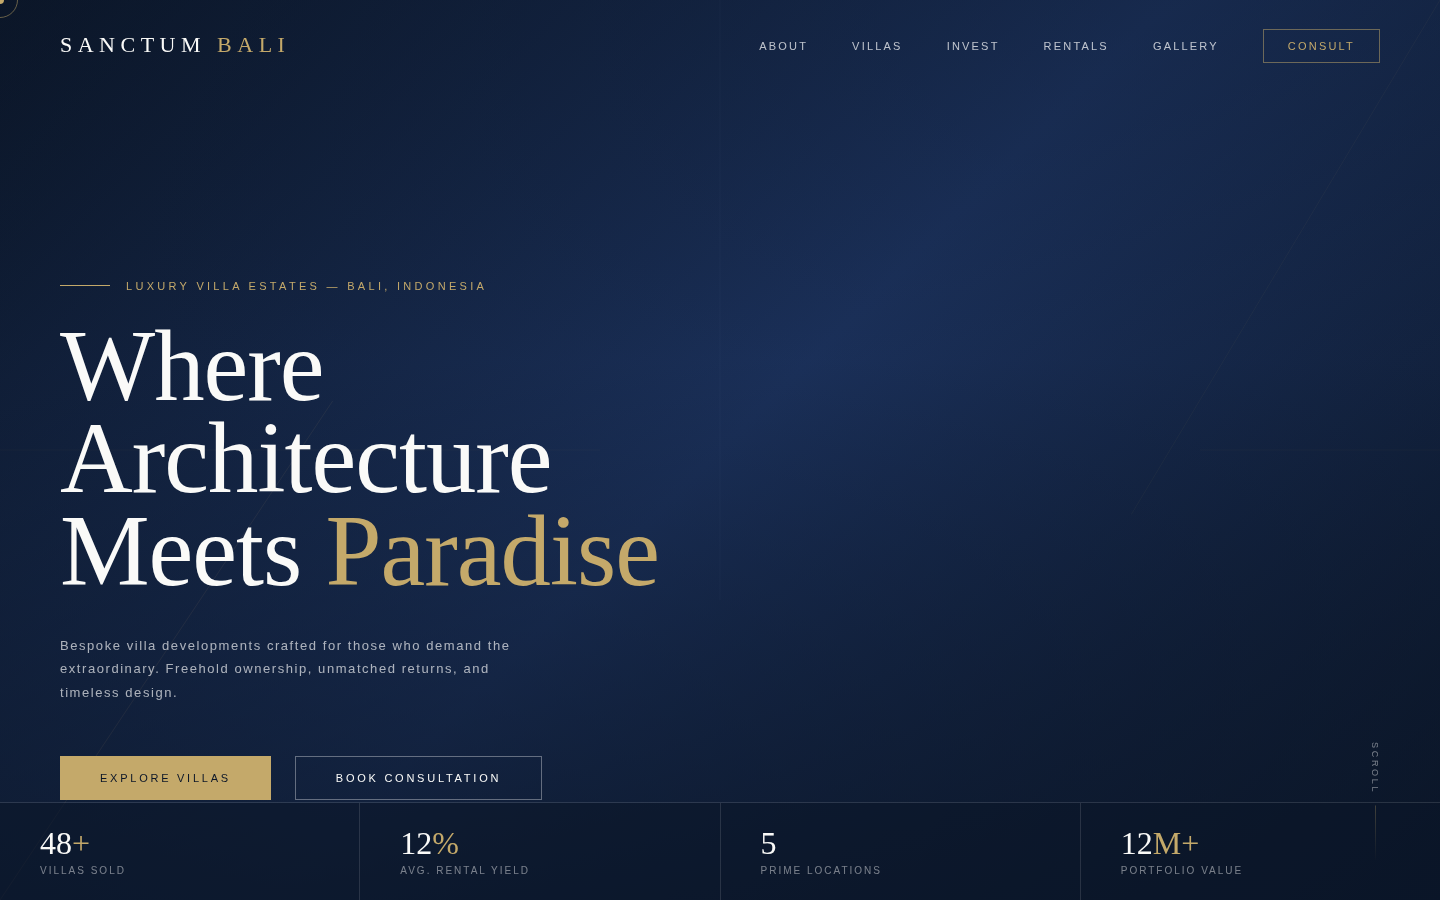 SANCTUM BALI
ABOUT
VILLAS
INVEST
RENTALS
GALLERY
CONSULT
LUXURY VILLA ESTATES — BALI, INDONESIA
Where
Architecture
Meets Paradise
Bespoke villa developments crafted for those who demand the
extraordinary. Freehold ownership, unmatched returns, and
timeless design.
EXPLORE VILLAS
BOOK CONSULTATION
SCROLL
48+
VILLAS SOLD
12%
AVG. RENTAL YIELD
5
PRIME LOCATIONS
12M+
PORTFOLIO VALUE